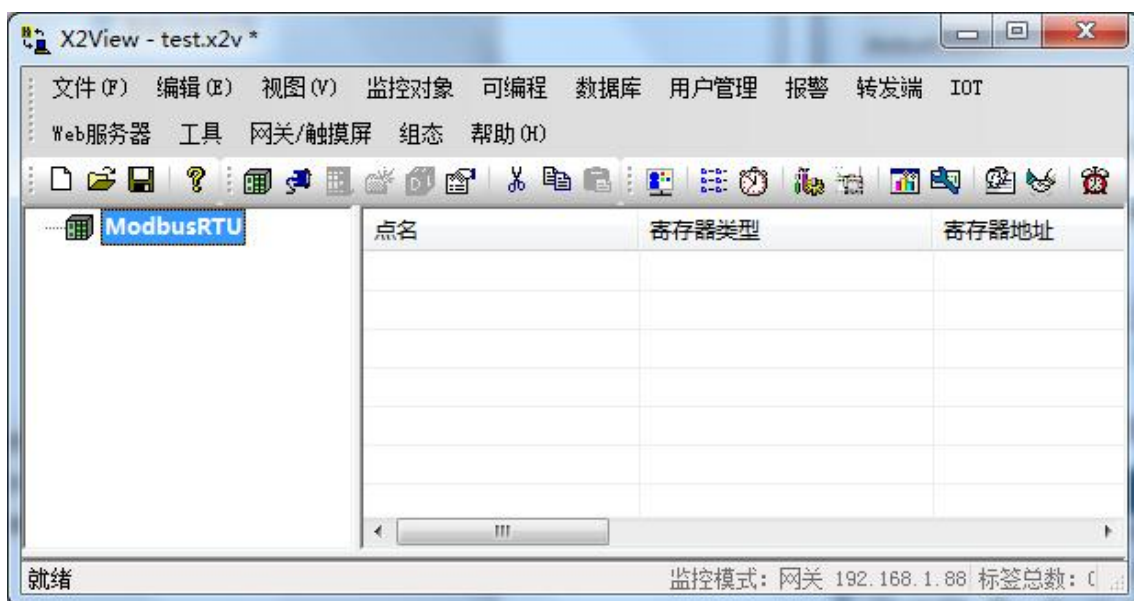 X2View - test.x2v *
文件(F) 编辑(E) 视图(V) 监控对象 可编程 数据库 用户管理 报警 转发端 IOT
Web服务器 工具 网关/触摸屏 组态 帮助(H)
ModbusRTU
点名 寄存器类型 寄存器地址
就绪 监控模式: 网关 192.168.1.88 标签总数: